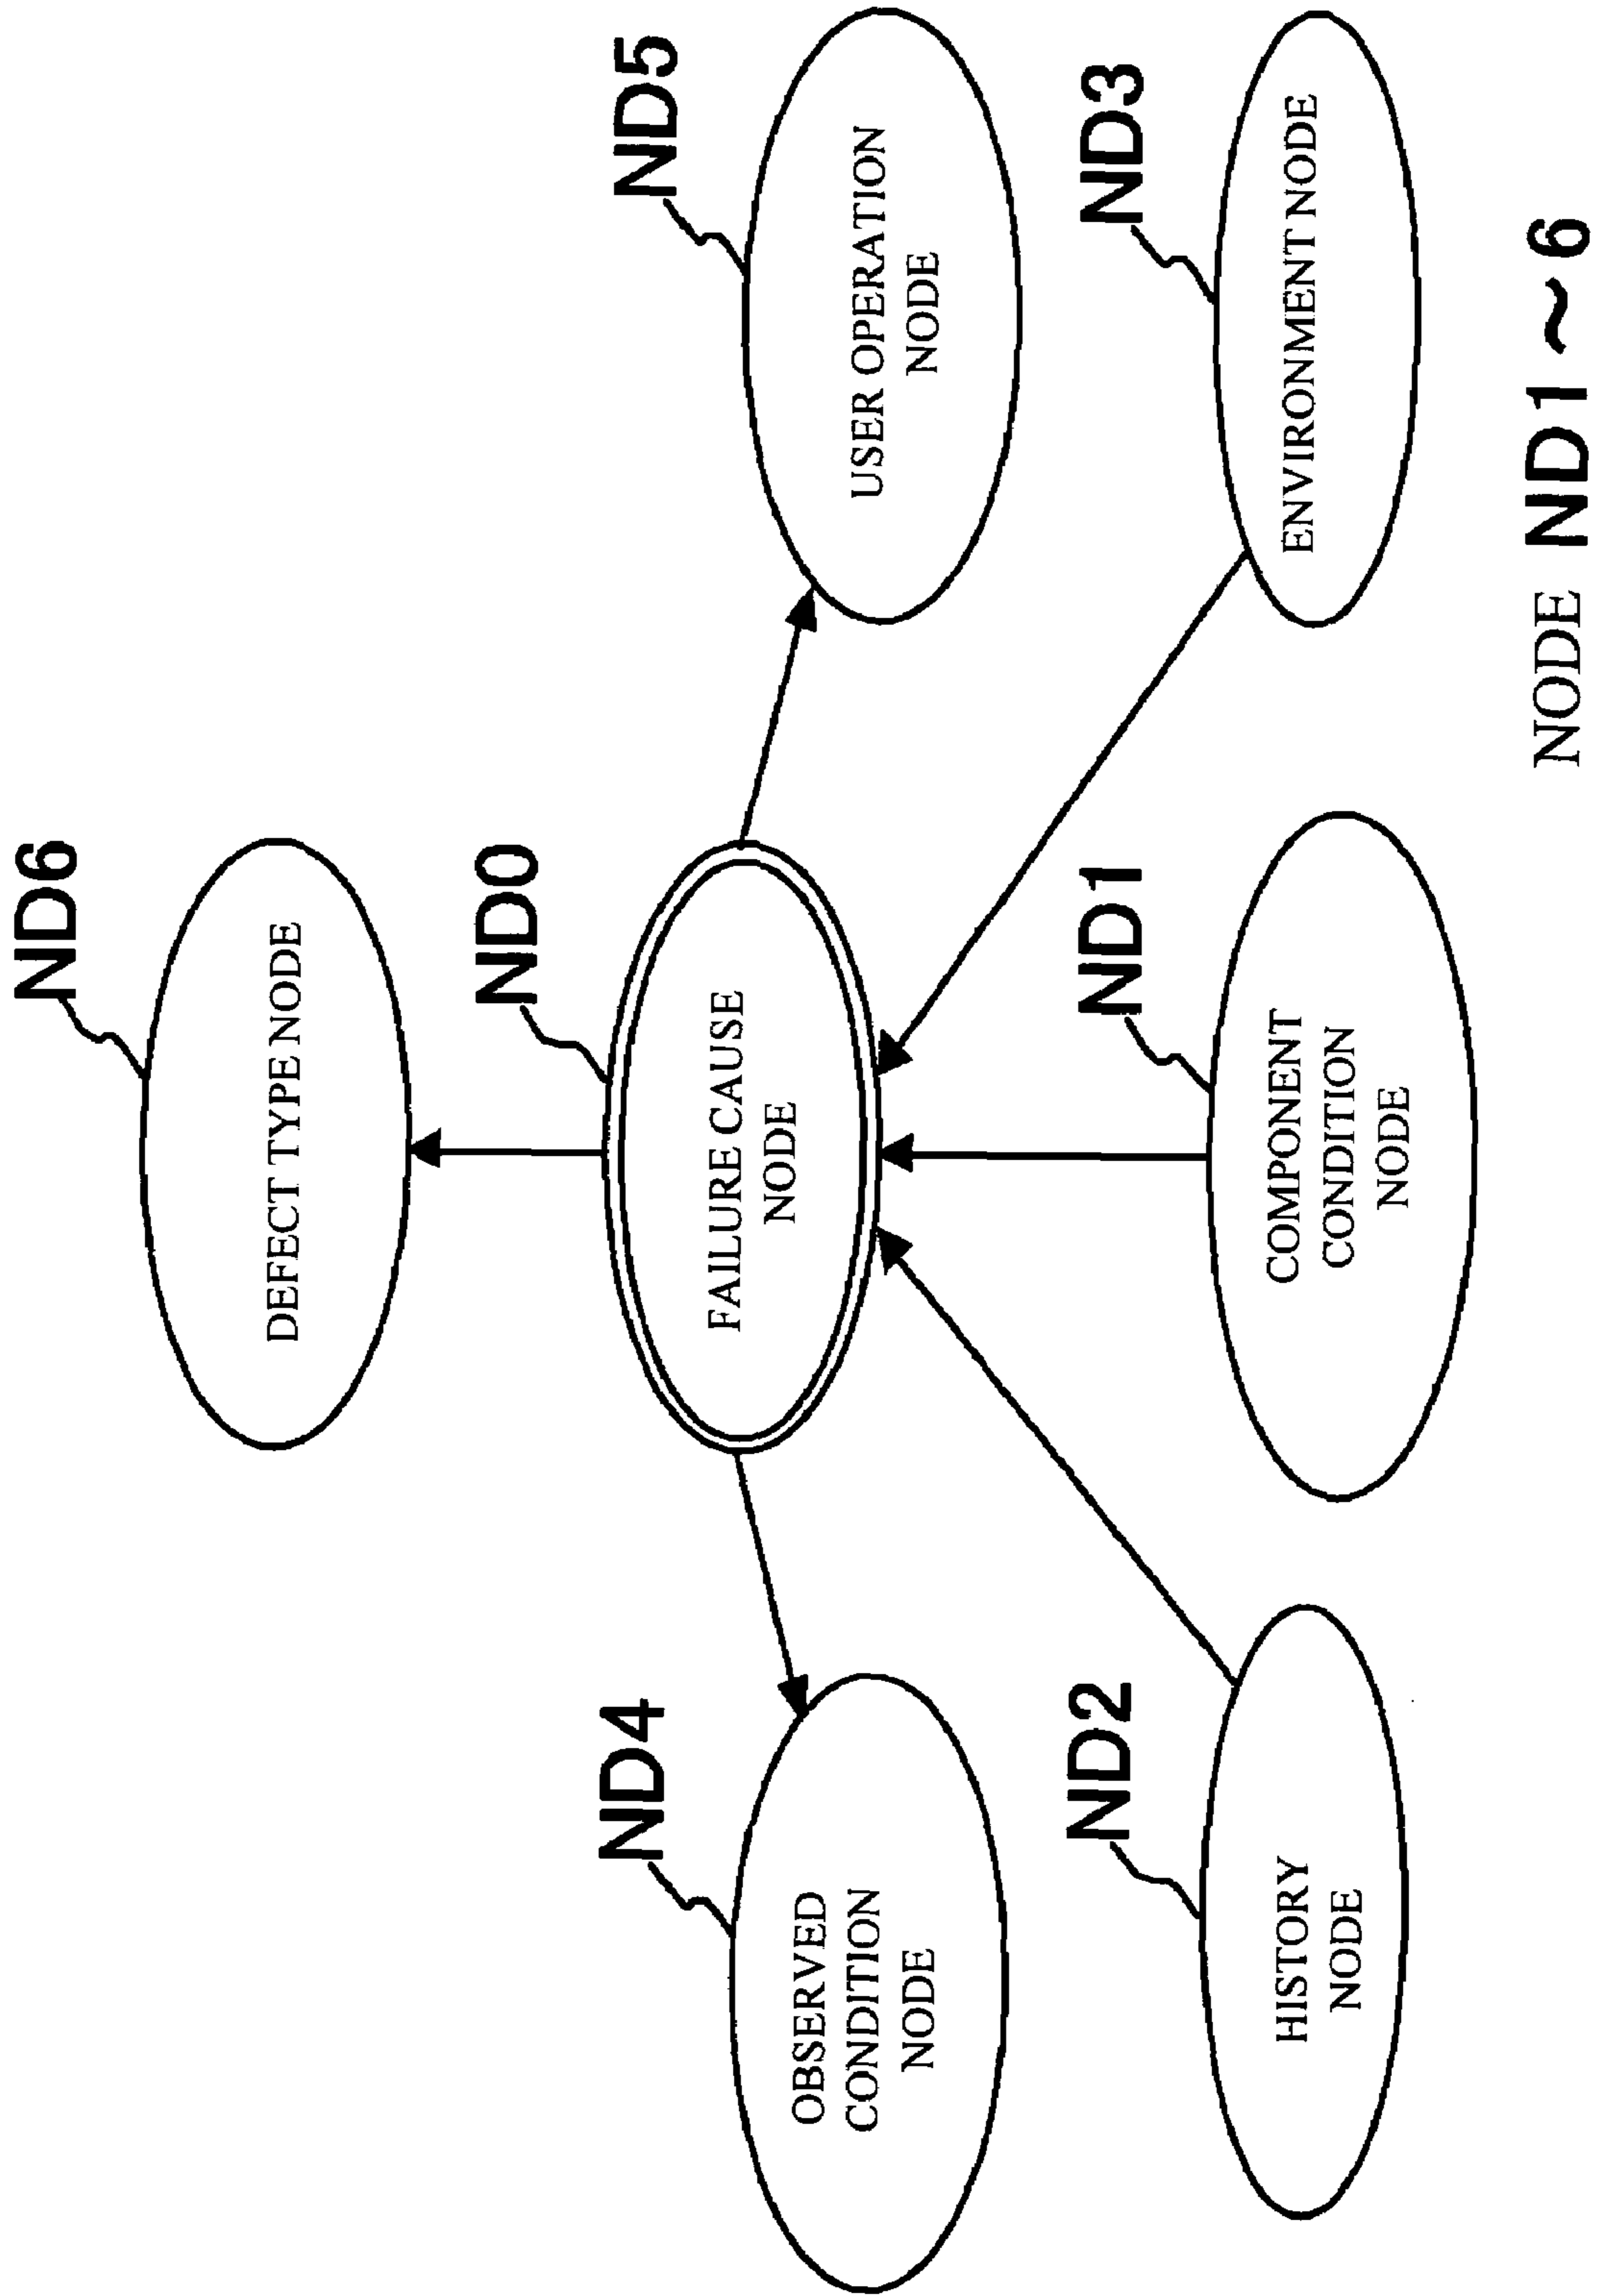 ND6
DEFECT TYPE NODE
ND0
FAILURE CAUSE
NODE
ND4
OBSERVED
CONDITION
NODE
ND5
USER OPERATION
NODE
ND2
HISTORY
NODE
ND1
COMPONENT
CONDITION
NODE
ND3
ENVIRONMENT NODE
NODE ND1~6